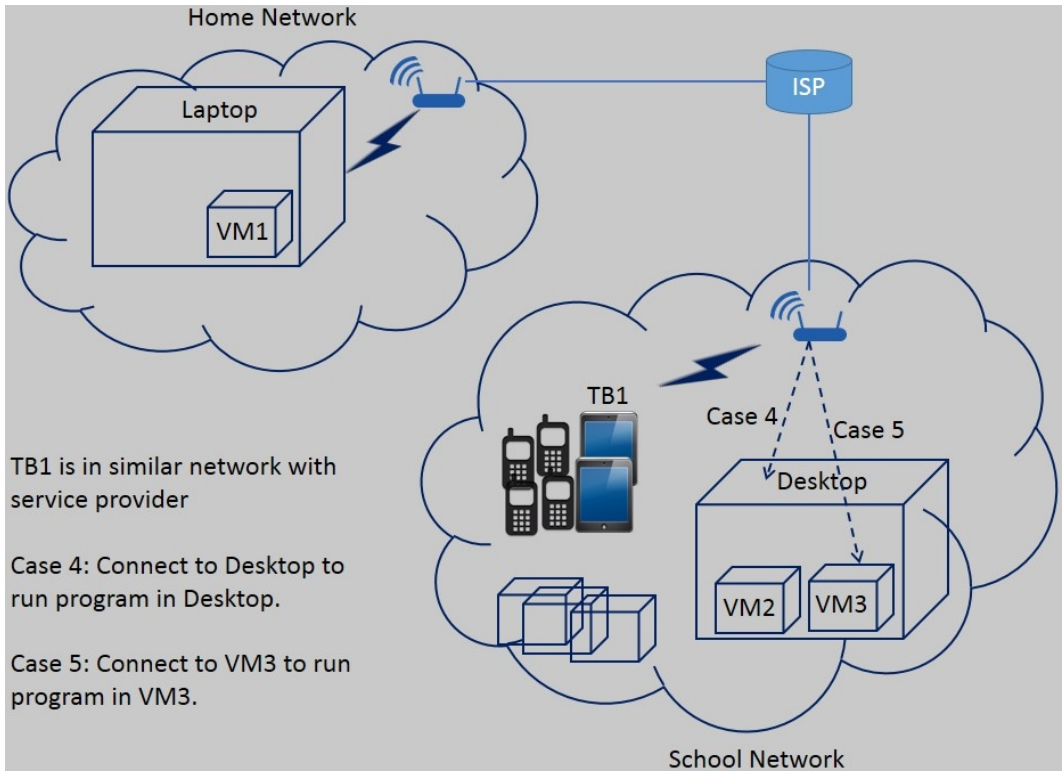 Home Network
ISP
Laptop
VM1
TB1
Case 4
Case 5
TB1 is in similar network with
service provider
Desktop
Case 4: Connect to Desktop to
run program in Desktop.
VM2
VM3
Case 5: Connect to VM3 to run
program in VM3.
School Network